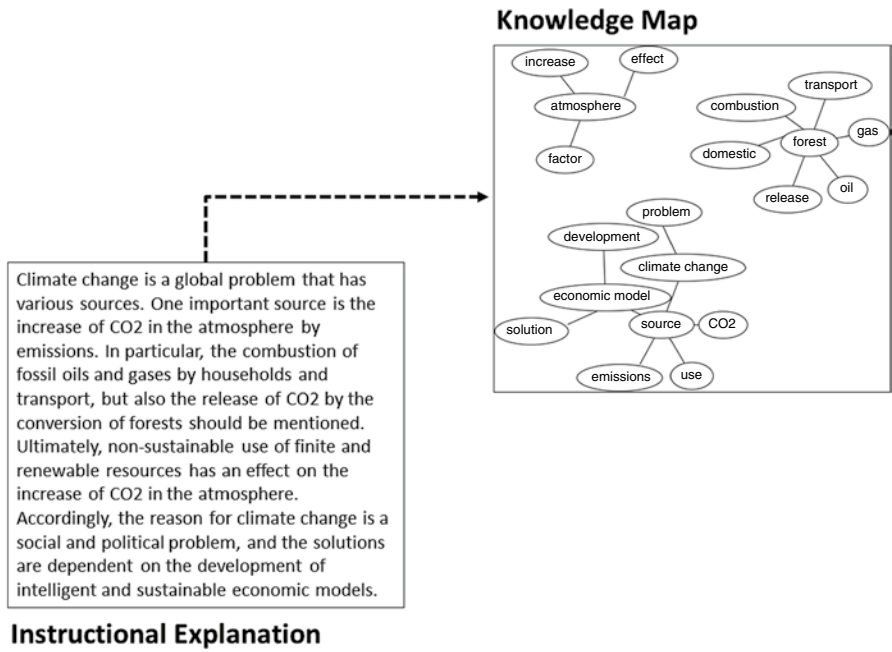 Knowledge Map
increase
effect
atmosphere
factor
transport
combustion
gas
forest
domestic
oil
release
problem
development
climate change
economic model
solution
source
CO2
emissions
use
Climate change is a global problem that has
various sources. One important source is the
increase of CO2 in the atmosphere by
emissions. In particular, the combustion of
fossil oils and gases by households and
transport, but also the release of CO2 by the
conversion of forests should be mentioned.
Ultimately, non-sustainable use of finite and
renewable resources has an effect on the
increase of CO2 in the atmosphere.
Accordingly, the reason for climate change is a
social and political problem, and the solutions
are dependent on the development of
intelligent and sustainable economic models.
Instructional Explanation